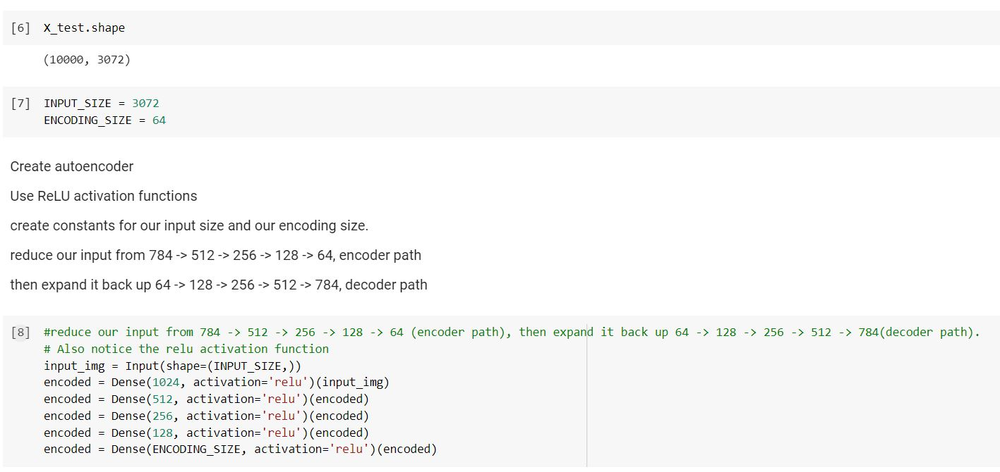 [6] X_test.shape
(10000, 3072)
[7] INPUT_SIZE = 3072
ENCODING_SIZE = 64
Create autoencoder
Use ReLU activation functions
create constants for our input size and our encoding size.
reduce our input from 784 -> 512 -> 256 -> 128 -> 64, encoder path
then expand it back up 64 -> 128 -> 256 -> 512 -> 784, decoder path
[8] #reduce our input from 784 -> 512 -> 256 -> 128 -> 64 (encoder path), then expand it back up 64 -> 128 -> 256 -> 512 -> 784(decoder path).
# Also notice the relu activation function
input_img = Input(shape=(INPUT_SIZE,))
encoded = Dense(1024, activation='relu')(input_img)
encoded = Dense(512, activation='relu')(encoded)
encoded = Dense(256, activation='relu')(encoded)
encoded = Dense(128, activation='relu')(encoded)
encoded = Dense(ENCODING_SIZE, activation='relu')(encoded)